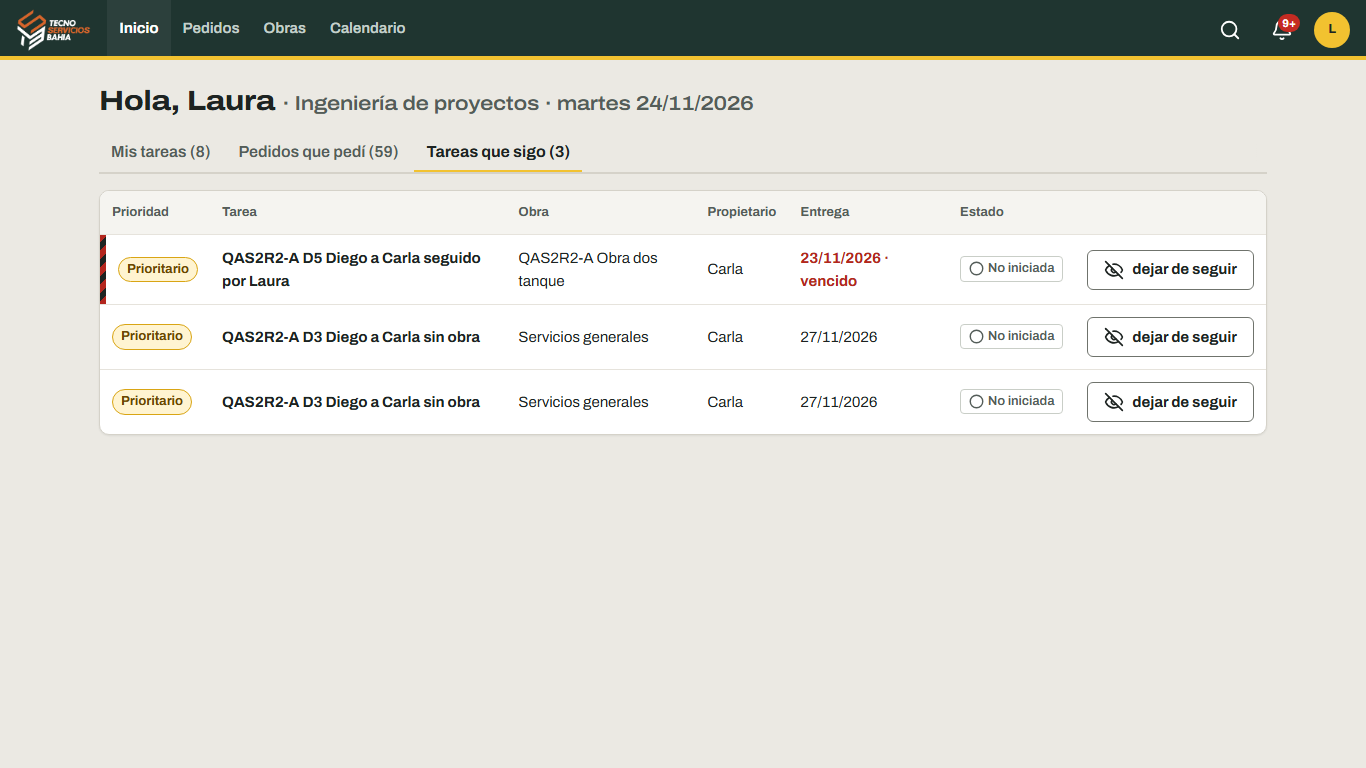 TECNO
SERVICIOS
BAHIA
Inicio Pedidos Obras Calendario
9+
L
Hola, Laura · Ingeniería de proyectos · martes 24/11/2026
Mis tareas (8) Pedidos que pedí (59) Tareas que sigo (3)
Prioridad Tarea Obra Propietario Entrega Estado
Prioritario QAS2R2-A D5 Diego a Carla seguido por Laura QAS2R2-A Obra dos tanque Carla 23/11/2026 · vencido No iniciada dejar de seguir
Prioritario QAS2R2-A D3 Diego a Carla sin obra Servicios generales Carla 27/11/2026 No iniciada dejar de seguir
Prioritario QAS2R2-A D3 Diego a Carla sin obra Servicios generales Carla 27/11/2026 No iniciada dejar de seguir